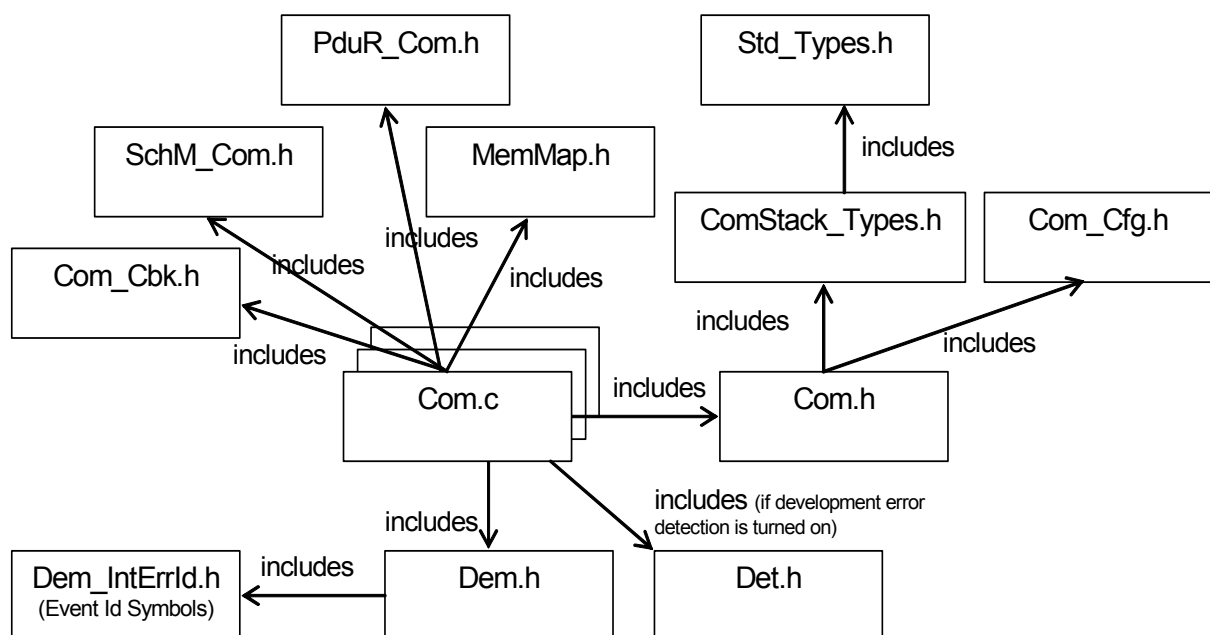 PduR_Com.h
Std_Types.h
SchM_Com.h
MemMap.h
includes
ComStack_Types.h
Com_Cfg.h
includes
includes
includes
Com_Cbk.h
includes
includes
includes
includes
Com.c
Com.h
includes (if development error
detection is turned on)
includes
Dem_IntErrId.h
(Event Id Symbols)
includes
Dem.h
Det.h